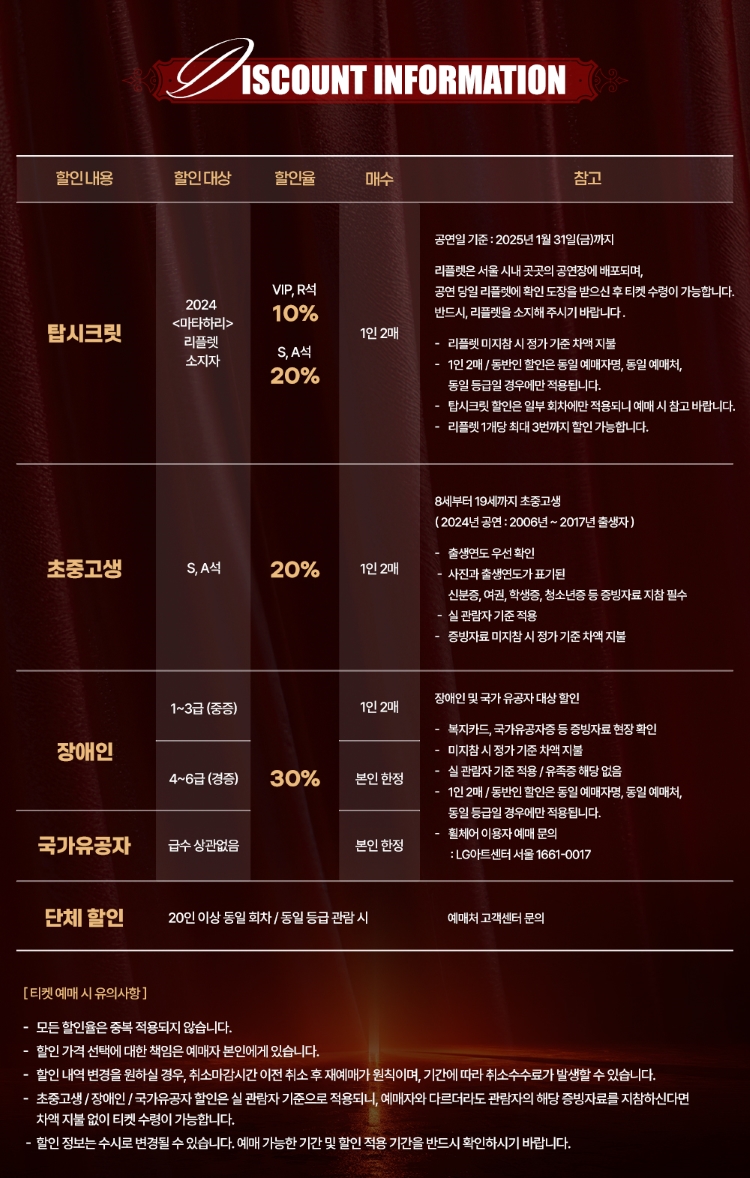 DISCOUNT INFORMATION
할인 내용 할인 대상 할인율 매수 참고
탑시크릿
2024
<마타하리>
리플렛
소지자
VIP, R석
10%
S, A석
20%
1인 2매
공연일 기준 : 2025년 1월 31일(금)까지
리플렛은 서울 시내 곳곳의 공연장에 배포되며,
공연 당일 리플렛에 확인 도장을 받으신 후 티켓 수령이 가능합니다.
반드시, 리플렛을 소지해 주시기 바랍니다 .
- 리플렛 미지참 시 정가 기준 차액 지불
- 1인 2매 / 동반인 할인은 동일 예매자명, 동일 예매처,
동일 등급일 경우에만 적용됩니다.
- 탑시크릿 할인은 일부 회차에만 적용되니 예매 시 참고 바랍니다.
- 리플렛 1개당 최대 3번까지 할인 가능합니다.
초중고생
S, A석
20%
1인 2매
8세부터 19세까지 초중고생
( 2024년 공연 : 2006년 ~ 2017년 출생자 )
- 출생연도 우선 확인
- 사진과 출생연도가 표기된
신분증, 여권, 학생증, 청소년증 등 증빙자료 지참 필수
- 실 관람자 기준 적용
- 증빙자료 미지참 시 정가 기준 차액 지불
장애인
1~3급 (중증)
1인 2매
4~6급 (경증)
30%
본인 한정
국가유공자
급수 상관없음
본인 한정
장애인 및 국가 유공자 대상 할인
- 복지카드, 국가유공자증 등 증빙자료 현장 확인
- 미지참 시 정가 기준 차액 지불
- 실 관람자 기준 적용 / 유족증 해당 없음
- 1인 2매 / 동반인 할인은 동일 예매자명, 동일 예매처,
동일 등급일 경우에만 적용됩니다.
- 휠체어 이용자 예매 문의
: LG아트센터 서울 1661-0017
단체 할인
20인 이상 동일 회차 / 동일 등급 관람 시
예매처 고객센터 문의
[ 티켓 예매 시 유의사항 ]
- 모든 할인율은 중복 적용되지 않습니다.
- 할인 가격 선택에 대한 책임은 예매자 본인에게 있습니다.
- 할인 내역 변경을 원하실 경우, 취소마감시간 이전 취소 후 재예매가 원칙이며, 기간에 따라 취소수수료가 발생할 수 있습니다.
- 초중고생 / 장애인 / 국가유공자 할인은 실 관람자 기준으로 적용되니, 예매자와 다르더라도 관람자의 해당 증빙자료를 지참하신다면
차액 지불 없이 티켓 수령이 가능합니다.
- 할인 정보는 수시로 변경될 수 있습니다. 예매 가능한 기간 및 할인 적용 기간을 반드시 확인하시기 바랍니다.